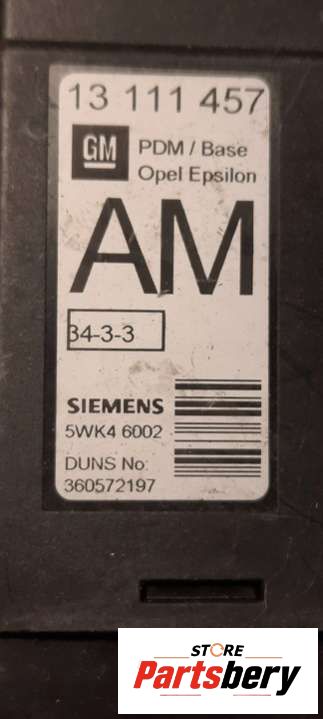 13 111 457
GM
PDM / Base
Opel Epsilon
AM
34-3-3
SIEMENS
5WK4 6002
DUNS No:
360572197
STORE
Partsbery